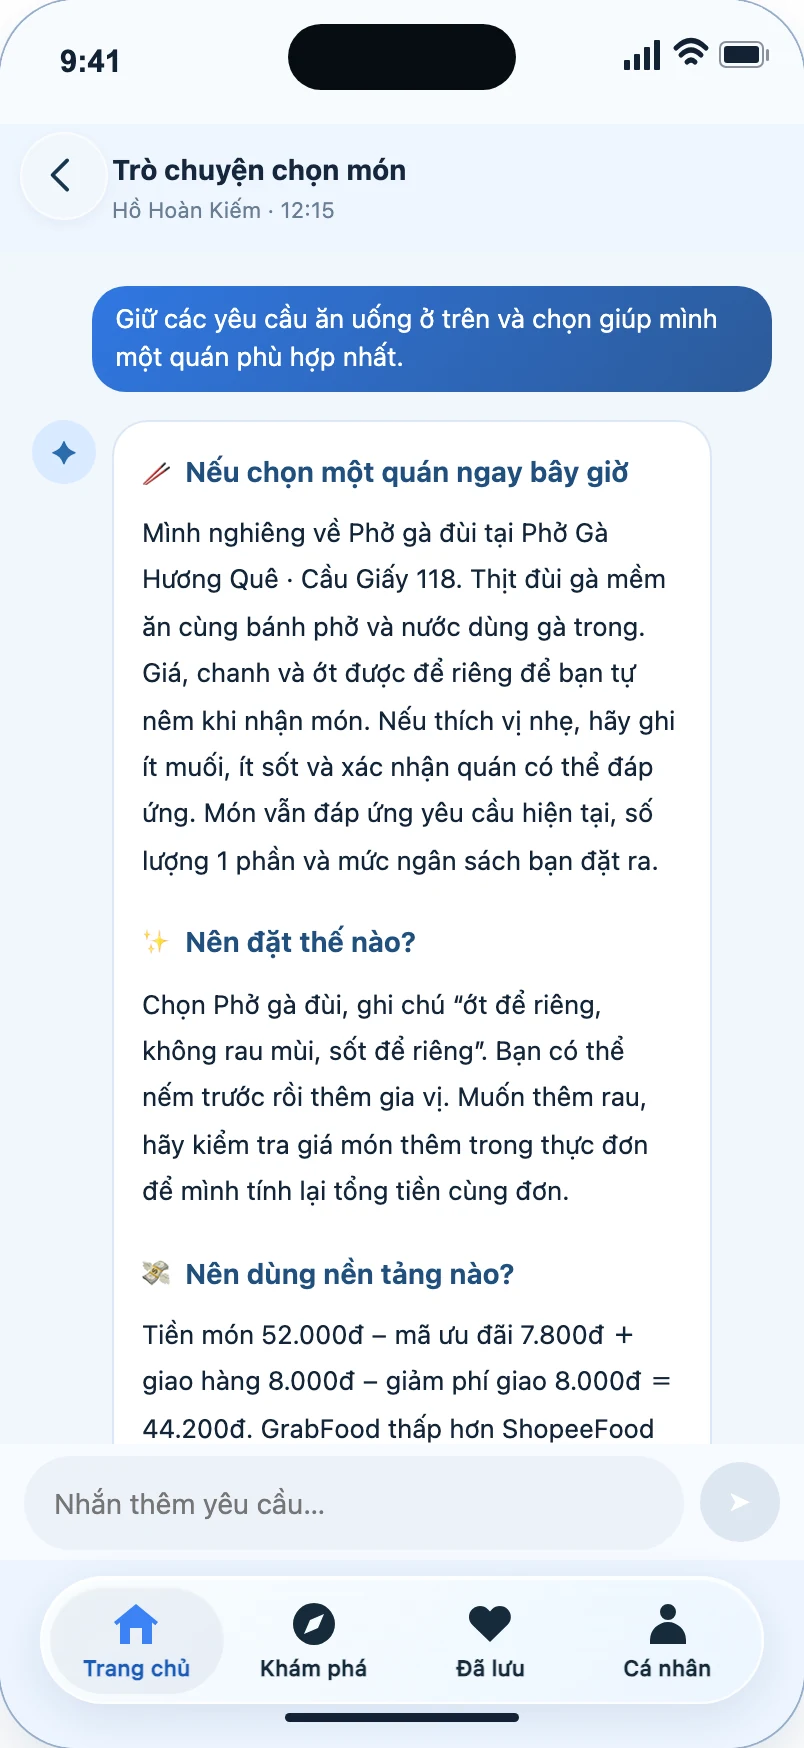 9:41
Trò chuyện chọn món
Hồ Hoàn Kiếm · 12:15
Giữ các yêu cầu ăn uống ở trên và chọn giúp mình
một quán phù hợp nhất.
🥢 Nếu chọn một quán ngay bây giờ
Mình nghiêng về Phở gà đùi tại Phở Gà
Hương Quê · Cầu Giấy 118. Thịt đùi gà mềm
ăn cùng bánh phở và nước dùng gà trong.
Giá, chanh và ớt được để riêng để bạn tự
nêm khi nhận món. Nếu thích vị nhẹ, hãy ghi
ít muối, ít sốt và xác nhận quán có thể đáp
ứng. Món vẫn đáp ứng yêu cầu hiện tại, số
lượng 1 phần và mức ngân sách bạn đặt ra.
✨ Nên đặt thế nào?
Chọn Phở gà đùi, ghi chú “ớt để riêng,
không rau mùi, sốt để riêng”. Bạn có thể
nếm trước rồi thêm gia vị. Muốn thêm rau,
hãy kiểm tra giá món thêm trong thực đơn
để mình tính lại tổng tiền cùng đơn.
💸 Nên dùng nền tảng nào?
Tiền món 52.000đ – mã ưu đãi 7.800đ +
giao hàng 8.000đ – giảm phí giao 8.000đ =
44.200đ. GrabFood thấp hơn ShopeeFood
Nhắn thêm yêu cầu...
Trang chủ
Khám phá
Đã lưu
Cá nhân